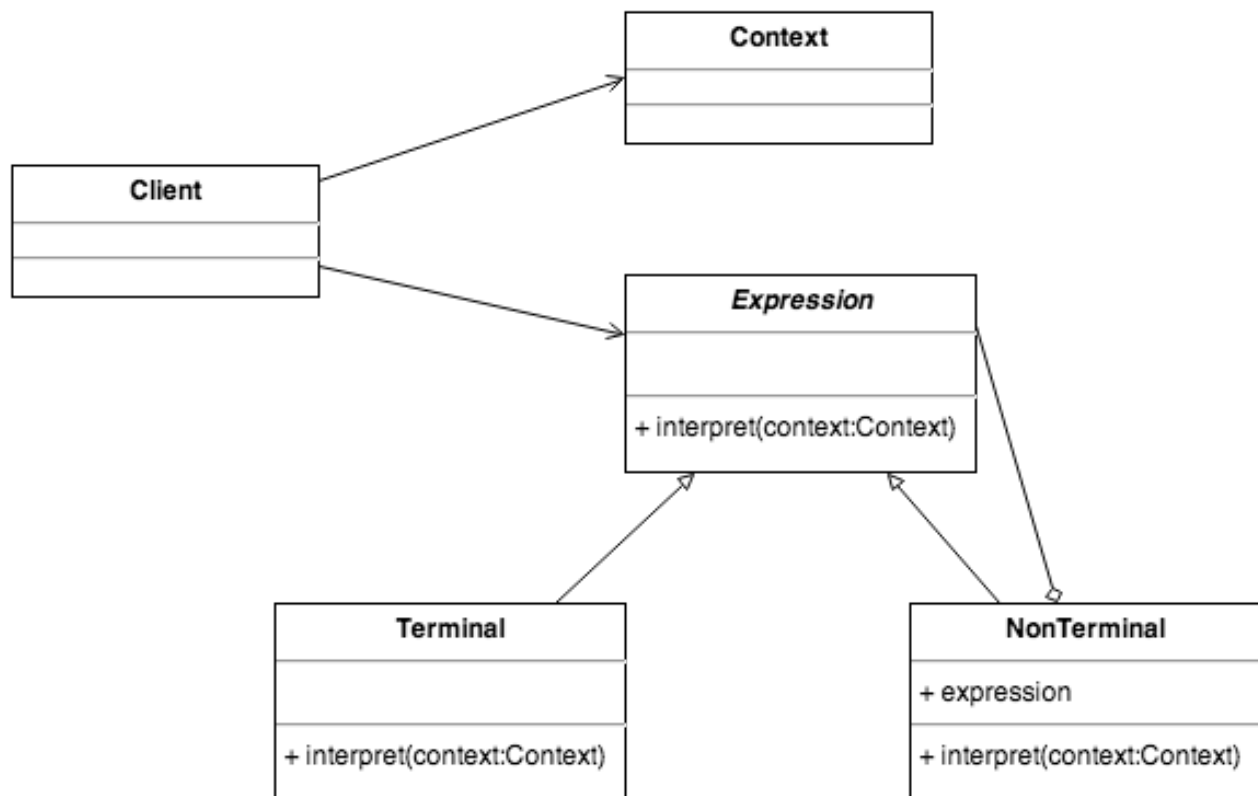 Context
Client
Expression
+ interpret(context:Context)
Terminal
+ interpret(context:Context)
NonTerminal
+ expression
+ interpret(context:Context)